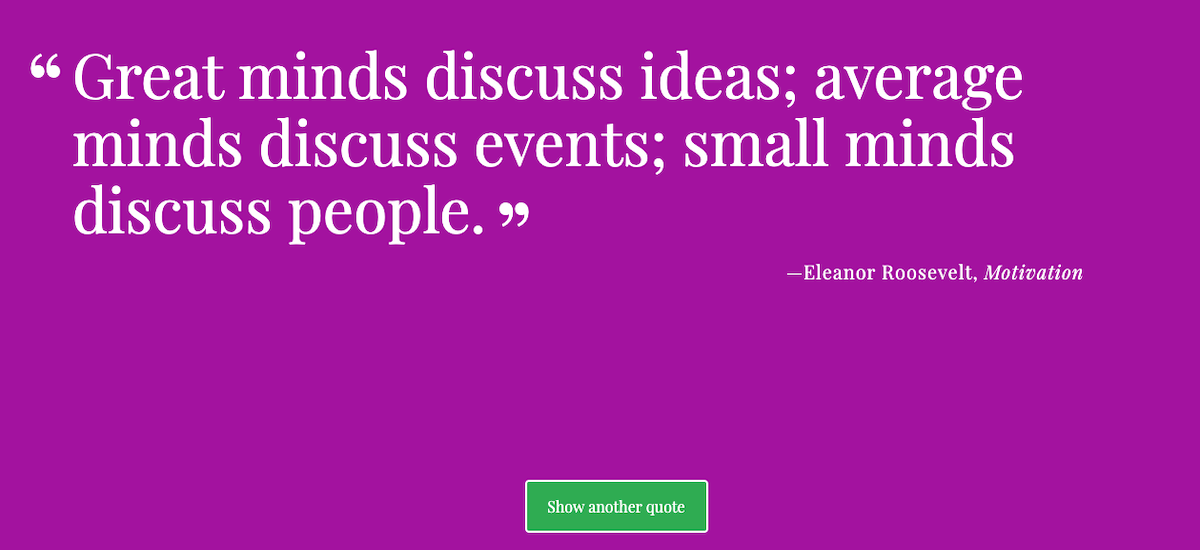 “Great minds discuss ideas; average
minds discuss events; small minds
discuss people.”
—Eleanor Roosevelt, Motivation
Show another quote